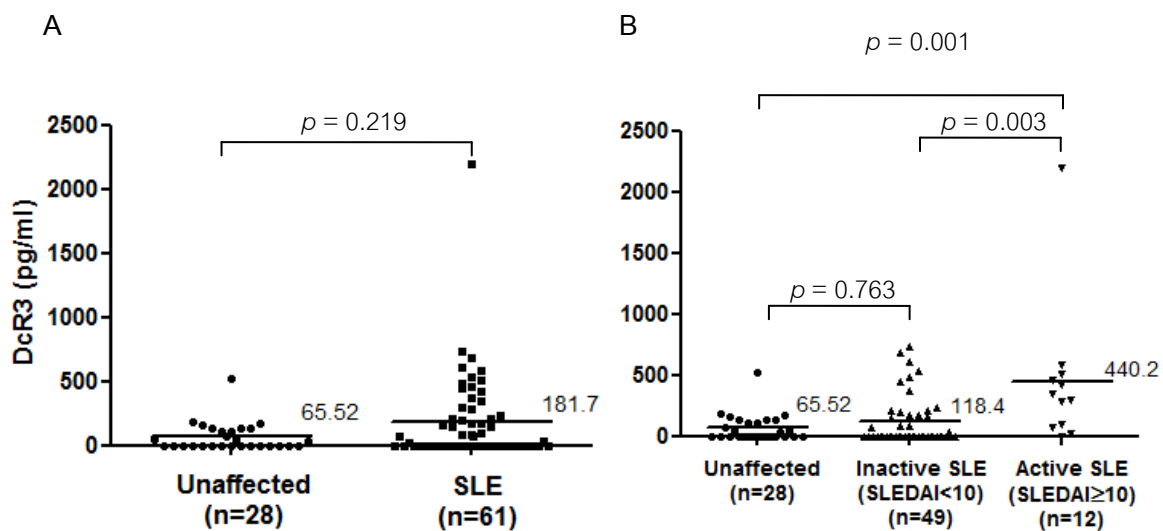 A
p = 0.219
2500
2000
1500
1000
500
0
DcR3 (pg/ml)
65.52
181.7
Unaffected
(n=28)
SLE
(n=61)
B
p = 0.001
p = 0.003
p = 0.763
2500
2000
1500
1000
500
0
65.52
118.4
440.2
Unaffected
(n=28)
Inactive SLE
(SLEDAI<10)
(n=49)
Active SLE
(SLEDAI≥10)
(n=12)